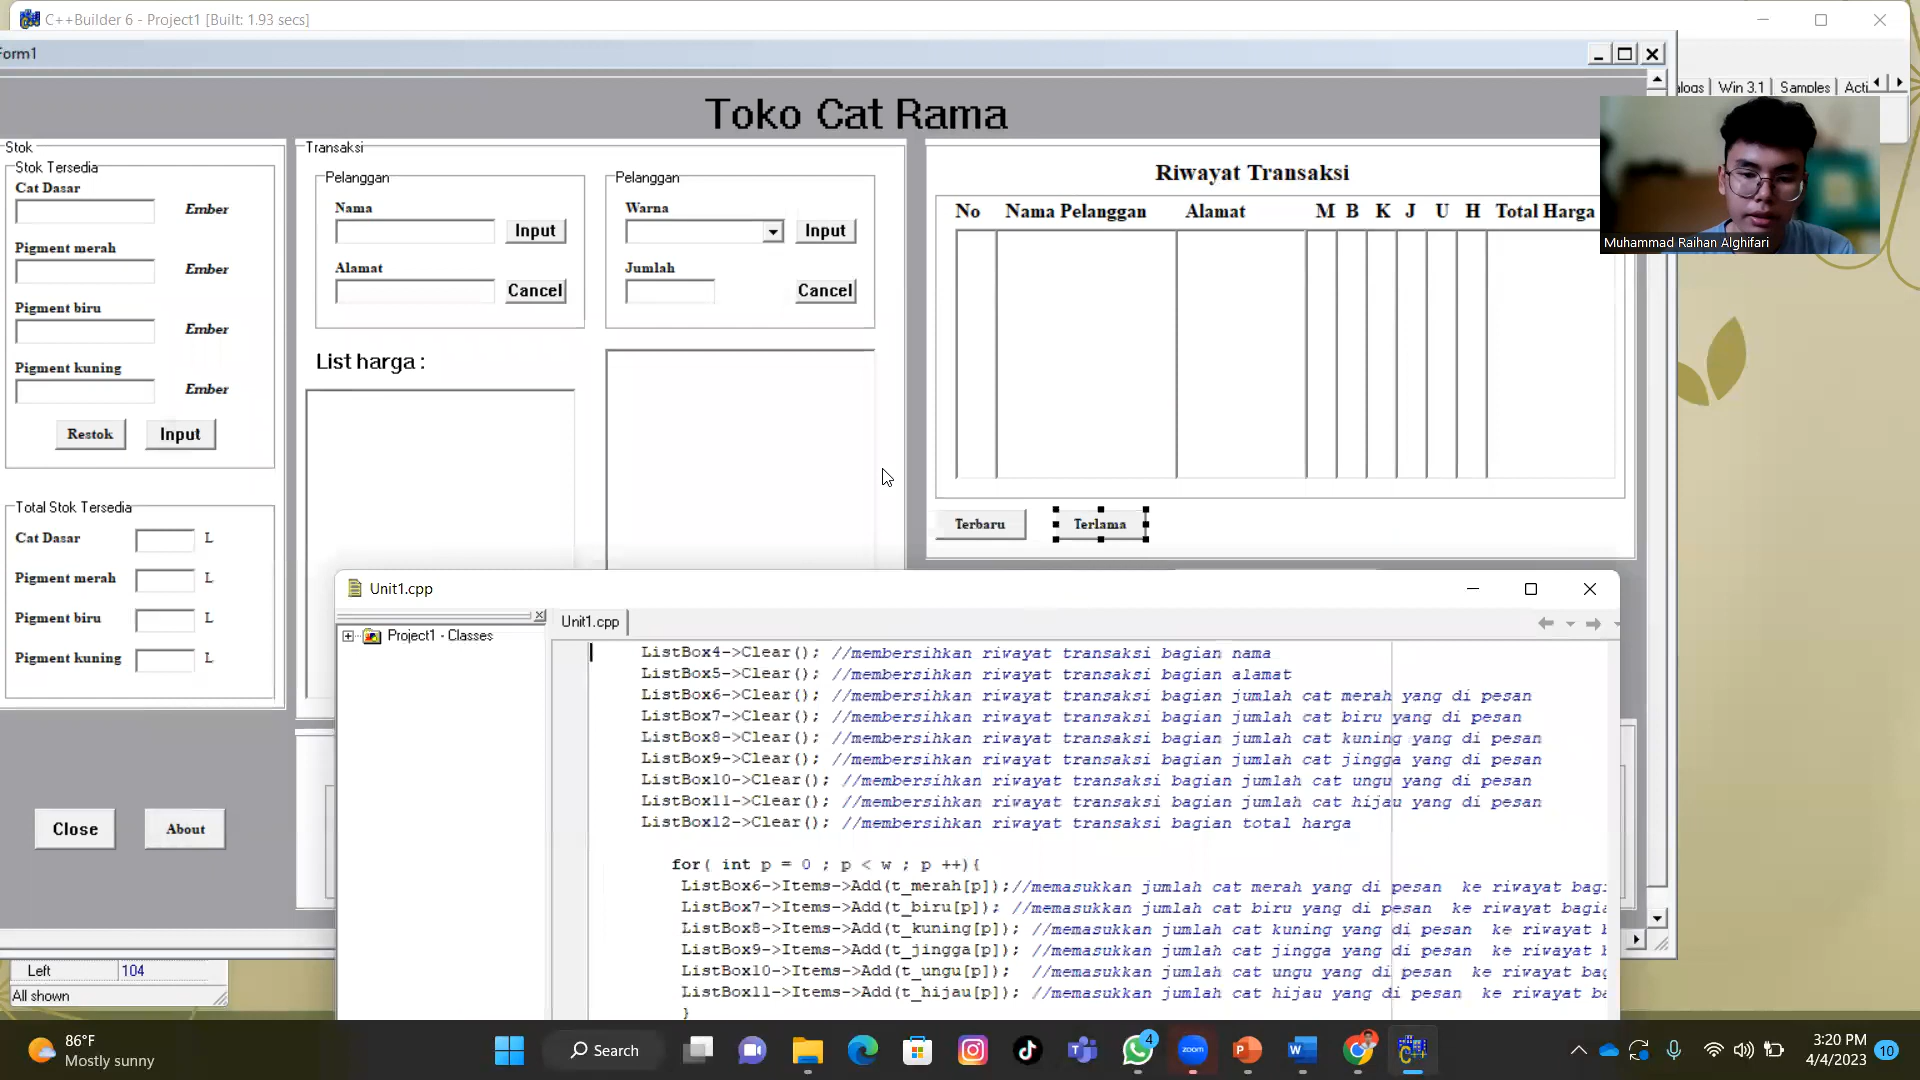 C++Builder 6 - Project1 [Built: 1.93 secs]
Form1
Win 3.1
Samples
Toko Cat Rama
Stok
Stok Tersedia
Cat Dasar
Ember
Pigment merah
Ember
Pigment biru
Ember
Pigment kuning
Ember
Restok
Input
Total Stok Tersedia
Cat Dasar
L
Pigment merah
L
Pigment biru
L
Pigment kuning
L
Close
About
Transaksi
Pelanggan
Nama
Input
Alamat
Cancel
Pelanggan
Warna
Input
Jumlah
Cancel
List harga :
Riwayat Transaksi
No Nama Pelanggan Alamat M B K J U H Total Harga
Terbaru
Terlama
Muhammad Raihan Alghifari
Unit1.cpp
Project1 - Classes
Unit1.cpp
ListBox4->Clear(); //membersihkan riwayat transaksi bagian nama
ListBox5->Clear(); //membersihkan riwayat transaksi bagian alamat
ListBox6->Clear(); //membersihkan riwayat transaksi bagian jumlah cat merah yang di pesan
ListBox7->Clear(); //membersihkan riwayat transaksi bagian jumlah cat biru yang di pesan
ListBox8->Clear(); //membersihkan riwayat transaksi bagian jumlah cat kuning yang di pesan
ListBox9->Clear(); //membersihkan riwayat transaksi bagian jumlah cat jingga yang di pesan
ListBox10->Clear(); //membersihkan riwayat transaksi bagian jumlah cat ungu yang di pesan
ListBox11->Clear(); //membersihkan riwayat transaksi bagian jumlah cat hijau yang di pesan
ListBox12->Clear(); //membersihkan riwayat transaksi bagian total harga
for( int p = 0 ; p < w ; p ++){
ListBox6->Items->Add(t_merah[p]);//memasukkan jumlah cat merah yang di pesan ke riwayat bagi
ListBox7->Items->Add(t_biru[p]); //memasukkan jumlah cat biru yang di pesan ke riwayat bagia
ListBox8->Items->Add(t_kuning[p]); //memasukkan jumlah cat kuning yang di pesan ke riwayat b
ListBox9->Items->Add(t_jingga[p]); //memasukkan jumlah cat jingga yang di pesan ke riwayat b
ListBox10->Items->Add(t_ungu[p]); //memasukkan jumlah cat ungu yang di pesan ke riwayat bag
ListBox11->Items->Add(t_hijau[p]); //memasukkan jumlah cat hijau yang di pesan ke riwayat ba
}
Left 104
All shown
86°F
Mostly sunny
Search
4
zoom
3:20 PM
4/4/2023
10